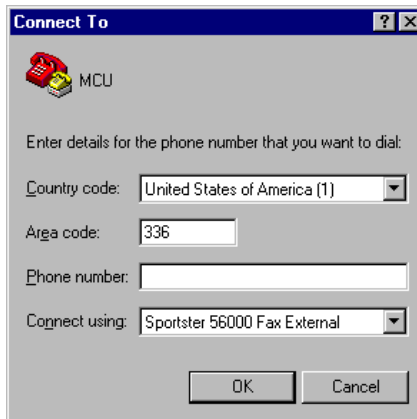 Connect To
MCU
Enter details for the phone number that you want to dial:
Country code: United States of America (1)
Area code: 336
Phone number:
Connect using: Sportster 56000 Fax External
OK Cancel